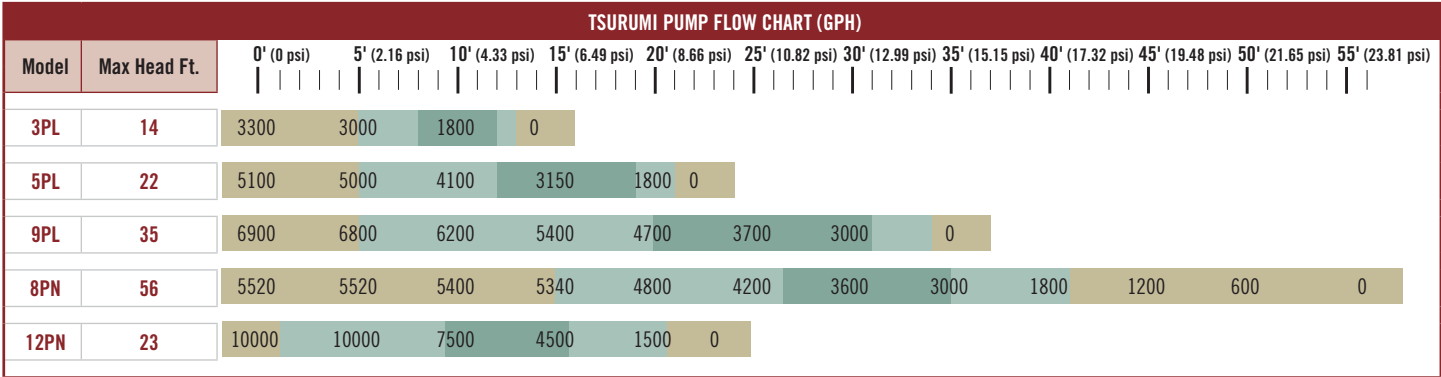 TSURUMI PUMP FLOW CHART (GPH)
Model Max Head Ft. 0' (0 psi) 5' (2.16 psi) 10' (4.33 psi) 15' (6.49 psi) 20' (8.66 psi) 25' (10.82 psi) 30' (12.99 psi) 35' (15.15 psi) 40' (17.32 psi) 45' (19.48 psi) 50' (21.65 psi) 55' (23.81 psi)
3PL 14 3300 3000 1800 0
5PL 22 5100 5000 4100 3150 1800 0
9PL 35 6900 6800 6200 5400 4700 3700 3000 0
8PN 56 5520 5520 5400 5340 4800 4200 3600 3000 1800 1200 600 0
12PN 23 10000 10000 7500 4500 1500 0